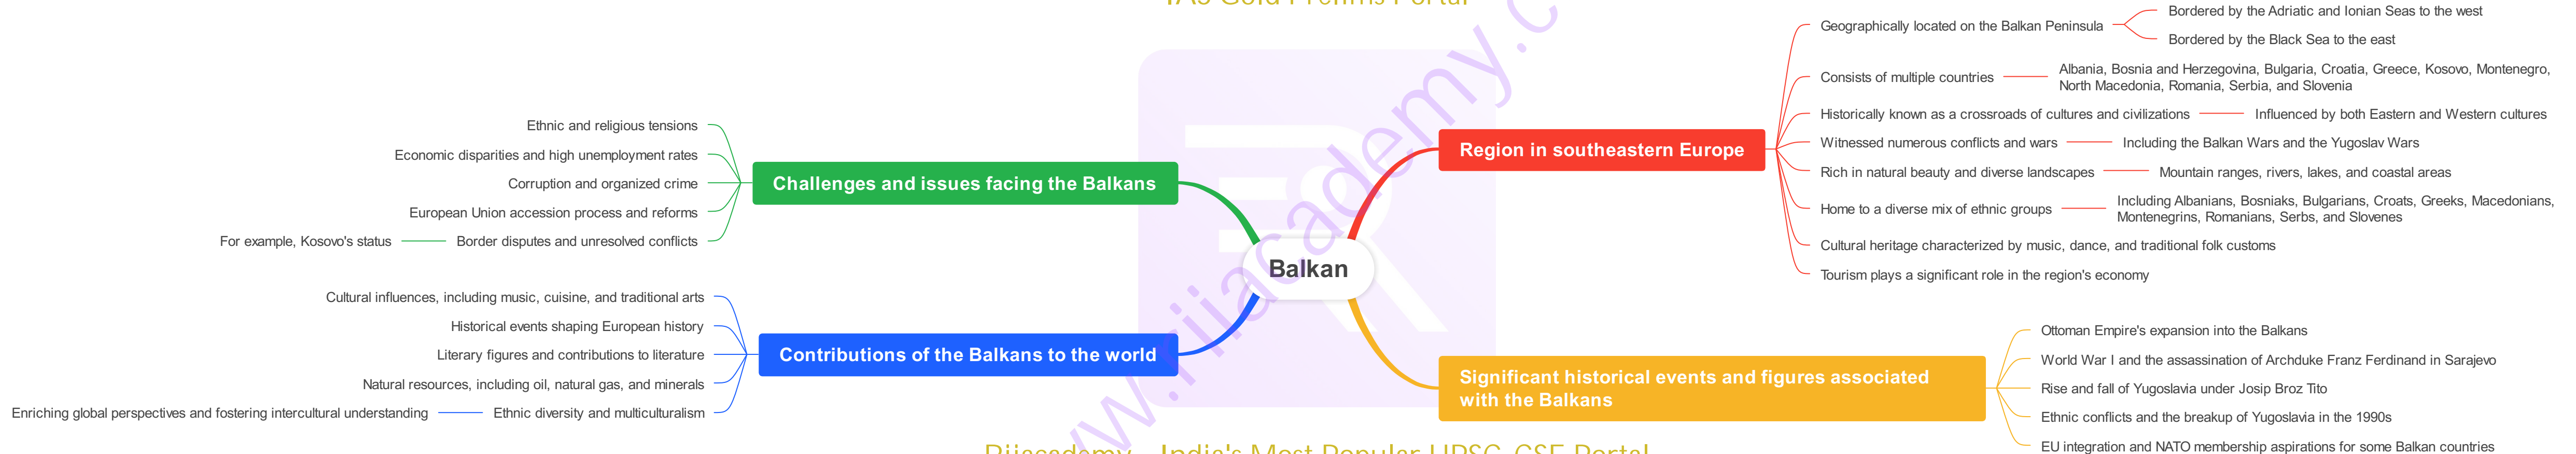 IAS Gold Prelims Portal
Balkan
Region in southeastern Europe
Geographically located on the Balkan Peninsula
Bordered by the Adriatic and Ionian Seas to the west
Bordered by the Black Sea to the east
Consists of multiple countries
Albania, Bosnia and Herzegovina, Bulgaria, Croatia, Greece, Kosovo, Montenegro,
North Macedonia, Romania, Serbia, and Slovenia
Historically known as a crossroads of cultures and civilizations
Influenced by both Eastern and Western cultures
Witnessed numerous conflicts and wars
Including the Balkan Wars and the Yugoslav Wars
Rich in natural beauty and diverse landscapes
Mountain ranges, rivers, lakes, and coastal areas
Home to a diverse mix of ethnic groups
Including Albanians, Bosniaks, Bulgarians, Croats, Greeks, Macedonians,
Montenegrins, Romanians, Serbs, and Slovenes
Cultural heritage characterized by music, dance, and traditional folk customs
Tourism plays a significant role in the region's economy
Significant historical events and figures associated
with the Balkans
Ottoman Empire's expansion into the Balkans
World War I and the assassination of Archduke Franz Ferdinand in Sarajevo
Rise and fall of Yugoslavia under Josip Broz Tito
Ethnic conflicts and the breakup of Yugoslavia in the 1990s
EU integration and NATO membership aspirations for some Balkan countries
Challenges and issues facing the Balkans
Ethnic and religious tensions
Economic disparities and high unemployment rates
Corruption and organized crime
European Union accession process and reforms
Border disputes and unresolved conflicts
For example, Kosovo's status
Contributions of the Balkans to the world
Cultural influences, including music, cuisine, and traditional arts
Historical events shaping European history
Literary figures and contributions to literature
Natural resources, including oil, natural gas, and minerals
Ethnic diversity and multiculturalism
Enriching global perspectives and fostering intercultural understanding
w.rijacademy.c
Rijacademy - India's Most Popular UPSC-CSE Portal